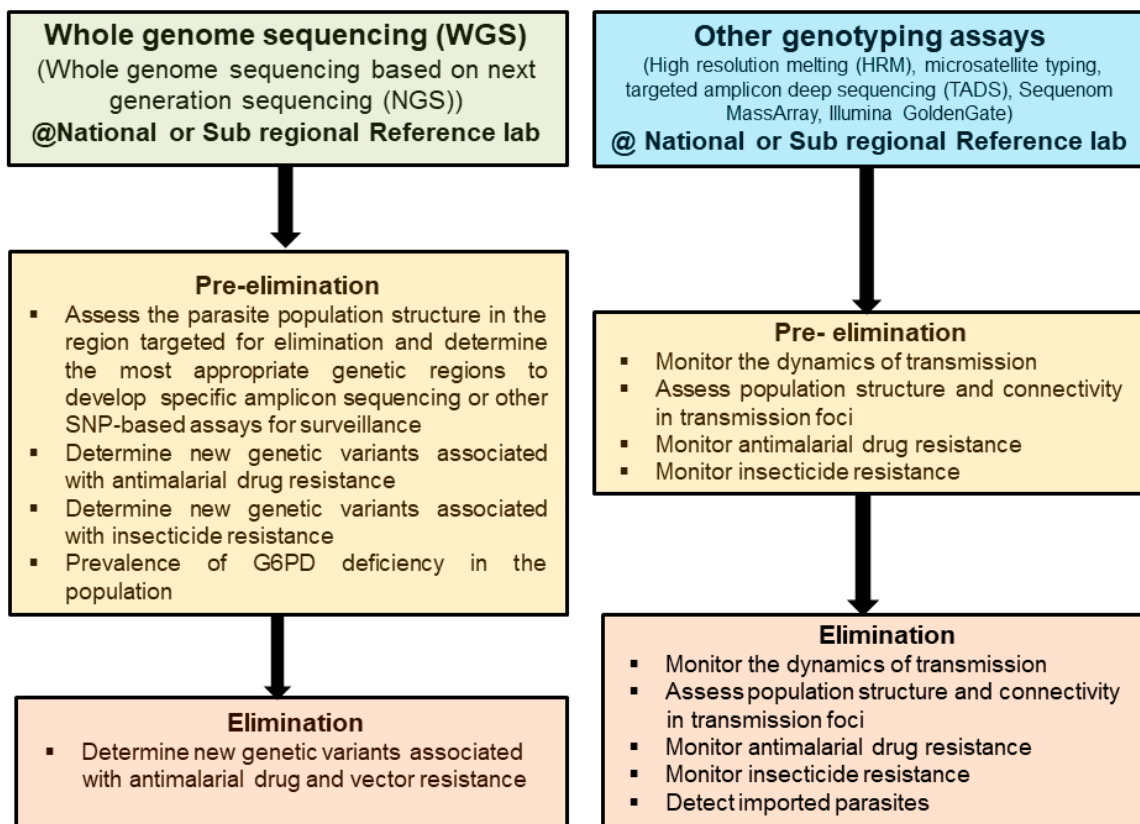 Whole genome sequencing (WGS)
(Whole genome sequencing based on next
generation sequencing (NGS))
@National or Sub regional Reference lab
Pre-elimination
▪ Assess the parasite population structure in the
region targeted for elimination and determine
the most appropriate genetic regions to
develop specific amplicon sequencing or other
SNP-based assays for surveillance
▪ Determine new genetic variants associated
with antimalarial drug resistance
▪ Determine new genetic variants associated
with insecticide resistance
▪ Prevalence of G6PD deficiency in the
population
Elimination
▪ Determine new genetic variants associated
with antimalarial drug and vector resistance
Other genotyping assays
(High resolution melting (HRM), microsatellite typing,
targeted amplicon deep sequencing (TADS), Sequenom
MassArray, Illumina GoldenGate)
@ National or Sub regional Reference lab
Pre- elimination
▪ Monitor the dynamics of transmission
▪ Assess population structure and connectivity
in transmission foci
▪ Monitor antimalarial drug resistance
▪ Monitor insecticide resistance
Elimination
▪ Monitor the dynamics of transmission
▪ Assess population structure and connectivity
in transmission foci
▪ Monitor antimalarial drug resistance
▪ Monitor insecticide resistance
▪ Detect imported parasites